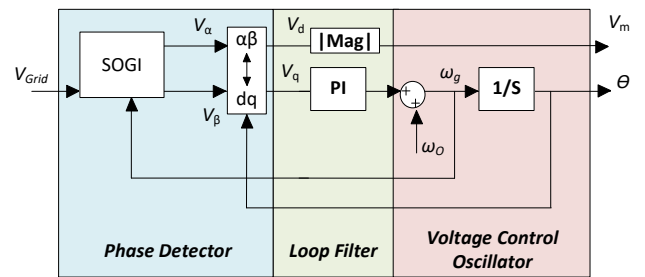 V_Grid
SOGI
V_α
V_β
αβ
dq
V_d
V_q
|Mag|
PI
+
+
ω_O
ω_g
1/S
V_m
Ɵ
Phase Detector
Loop Filter
Voltage Control
Oscillator